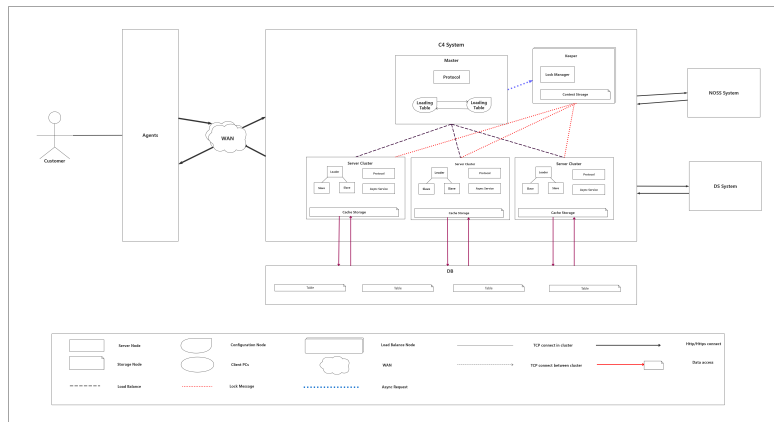 C4 System
Master
Keeper
Protocol
Lock Manager
Leading
Table
Leading
Table
Context Storage
NOSS System
Agents
WAN
Customer
Server Cluster
Server Cluster
Server Cluster
Leader
Protocol
Leader
Protocol
Leader
Protocol
Slave
Slave
Async Service
Slave
Slave
Async Service
Slave
Slave
Async Service
DS System
Cache Storage
Cache Storage
Cache Storage
DB
Table
Table
Table
Table
Server Node
Configuration Node
Load Balance Node
TCP connect in cluster
Http/Https connect
Storage Node
Client PCs
WAN
TCP connect between cluster
Data access
Load Balance
Lock Message
Async Request